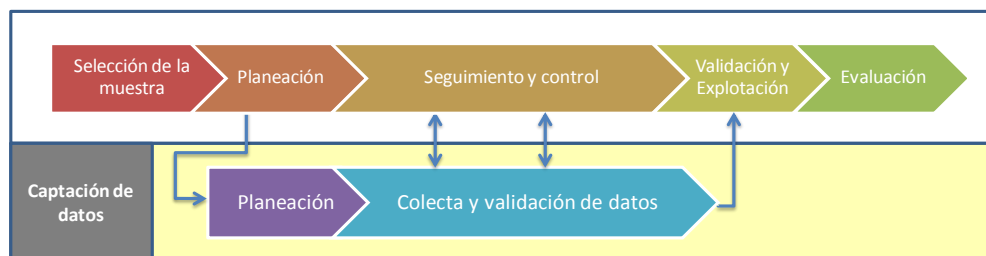 Selección de la
muestra
Planeación
Seguimiento y control
Validación y
Explotación
Evaluación
Captación de
datos
Planeación
Colecta y validación de datos